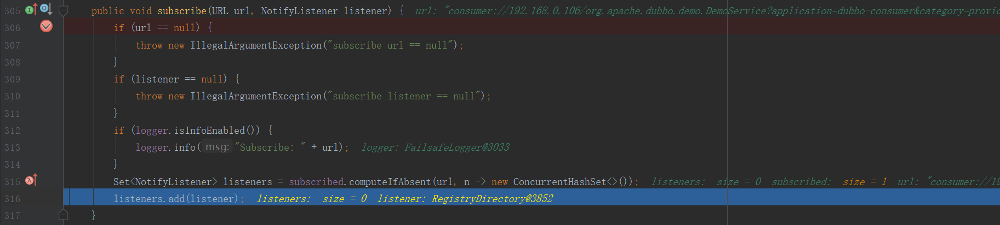 305 public void subscribe(URL url, NotifyListener listener) { url: "consumer://192.168.0.106/org.apache.dubbo.demo.DemoService?application=dubbo-consumer&category=provid
306 if (url == null) {
307 throw new IllegalArgumentException("subscribe url == null");
308 }
309 if (listener == null) {
310 throw new IllegalArgumentException("subscribe listener == null");
311 }
312 if (logger.isInfoEnabled()) {
313 logger.info( msg: "Subscribe: " + url); logger: FailsafeLogger@3033
314 }
315 Set<NotifyListener> listeners = subscribed.computeIfAbsent(url, n -> new ConcurrentHashSet<>()); listeners: size = 0 subscribed: size = 1 url: "consumer://19
316 listeners.add(listener); listeners: size = 0 listener: RegistryDirectory@3852
317 }